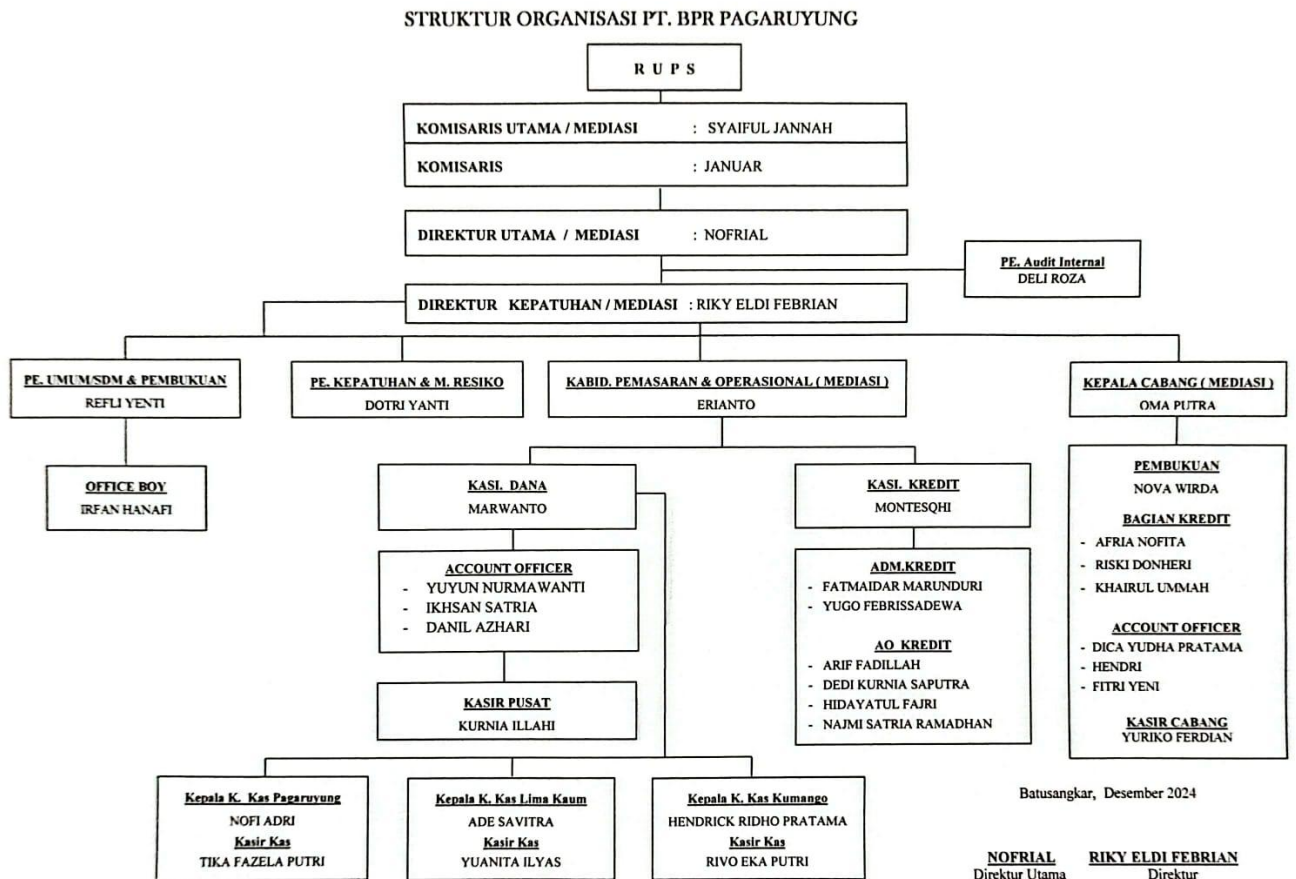 STRUKTUR ORGANISASI PT. BPR PAGARUYUNG
R U P S
KOMISARIS UTAMA / MEDIASI : SYAIFUL JANNAH
KOMISARIS : JANUAR
DIREKTUR UTAMA / MEDIASI : NOFRIAL
PE. Audit Internal
DELI ROZA
DIREKTUR KEPATUHAN / MEDIASI : RIKY ELDI FEBRIAN
PE. UMUM/SDM & PEMBUKUAN
REFLI YENTI
PE. KEPATUHAN & M. RESIKO
DOTRI YANTI
KABID. PEMASARAN & OPERASIONAL ( MEDIASI )
ERIANTO
KEPALA CABANG ( MEDIASI )
OMA PUTRA
OFFICE BOY
IRFAN HANAFI
KASI. DANA
MARWANTO
KASI. KREDIT
MONTESQHI
PEMBUKUAN
NOVA WIRDA
BAGIAN KREDIT
- AFRIA NOFITA
- RISKI DONHERI
- KHAIRUL UMMAH
ACCOUNT OFFICER
- DICA YUDHA PRATAMA
- HENDRI
- FITRI YENI
KASIR CABANG
YURIKO FERDIAN
ACCOUNT OFFICER
- YUYUN NURMAWANTI
- IKHSAN SATRIA
- DANIL AZHARI
ADM.KREDIT
- FATMAIDAR MARUNDURI
- YUGO FEBRISSADEWA
AO KREDIT
- ARIF FADILLAH
- DEDI KURNIA SAPUTRA
- HIDAYATUL FAJRI
- NAJMI SATRIA RAMADHAN
KASIR PUSAT
KURNIA ILLAHI
Kepala K. Kas Pagaruyung
NOFI ADRI
Kasir Kas
TIKA FAZELA PUTRI
Kepala K. Kas Lima Kaum
ADE SAVITRA
Kasir Kas
YUANITA ILYAS
Kepala K. Kas Kumango
HENDRICK RIDHO PRATAMA
Kasir Kas
RIVO EKA PUTRI
Batusangkar, Desember 2024
NOFRIAL RIKY ELDI FEBRIAN
Direktur Utama Direktur